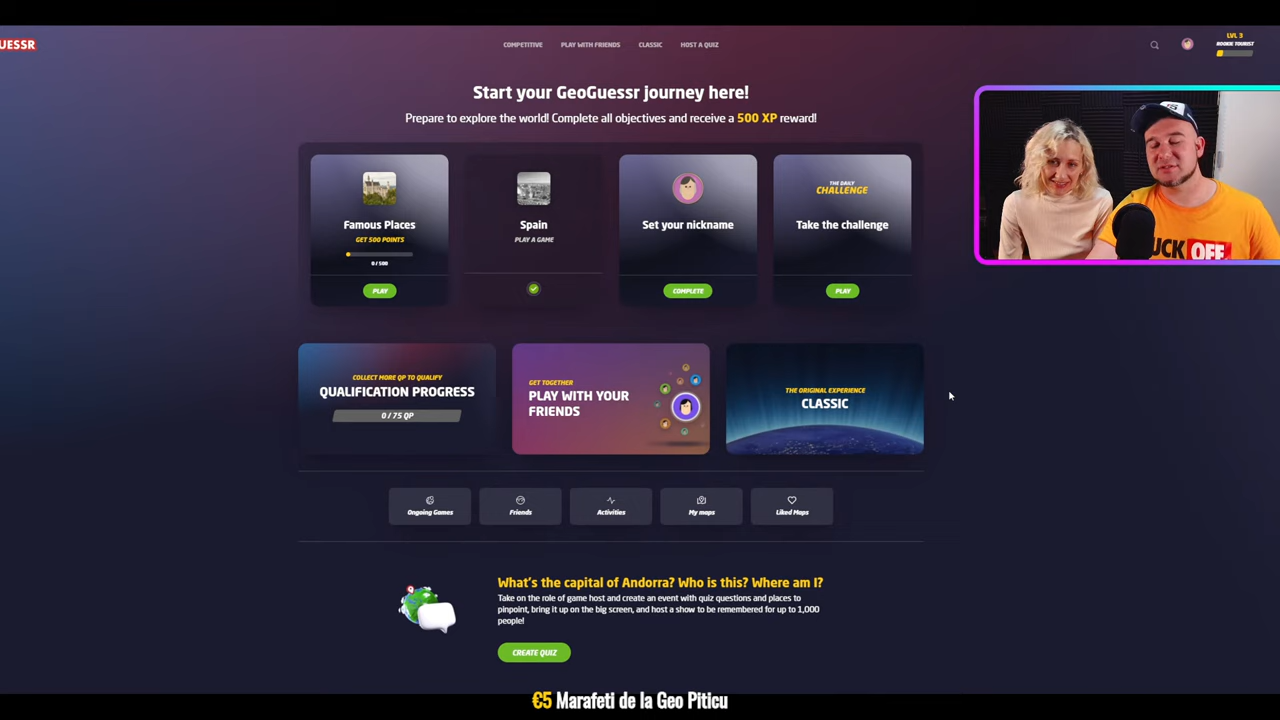 UESSR
COMPETITIVE PLAY WITH FRIENDS CLASSIC HOST A QUIZ
LVL 3
ROOKIE TOURIST
Start your GeoGuessr journey here!
Prepare to explore the world! Complete all objectives and receive a 500 XP reward!
Famous Places
GET 500 POINTS
0 / 500
PLAY
Spain
PLAY A GAME
Set your nickname
COMPLETE
THE DAILY
CHALLENGE
Take the challenge
PLAY
UCK OFF
COLLECT MORE QP TO QUALIFY
QUALIFICATION PROGRESS
0 / 75 QP
GET TOGETHER
PLAY WITH YOUR
FRIENDS
THE ORIGINAL EXPERIENCE
CLASSIC
Ongoing Games
Friends
Activities
My maps
Liked Maps
What's the capital of Andorra? Who is this? Where am I?
Take on the role of game host and create an event with quiz questions and places to
pinpoint, bring it up on the big screen, and host a show to be remembered for up to 1,000
people!
CREATE QUIZ
€5 Marafeti de la Geo Piticu